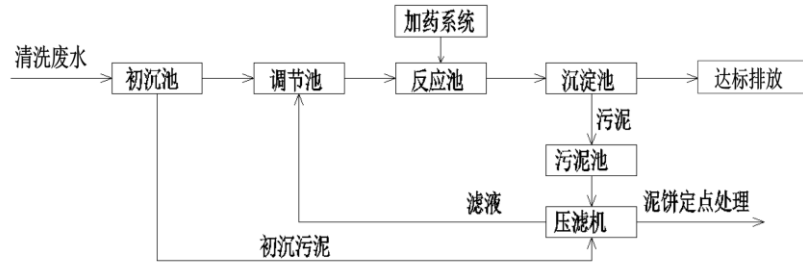 加药系统
清洗废水
初沉池
调节池
反应池
沉淀池
达标排放
污泥
污泥池
滤液
压滤机
泥饼定点处理
初沉污泥